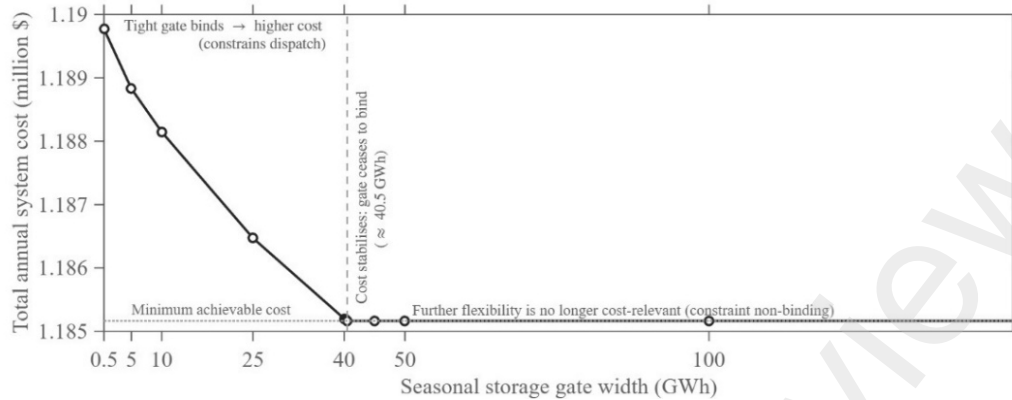 Total annual system cost (million $)
1.19
1.189
1.188
1.187
1.186
1.185
Tight gate binds → higher cost
(constrains dispatch)
Cost stabilises: gate ceases to bind
( ≈ 40.5 GWh)
Minimum achievable cost
Further flexibility is no longer cost-relevant (constraint non-binding)
0.5 5 10 25 40 50 100
Seasonal storage gate width (GWh)
view